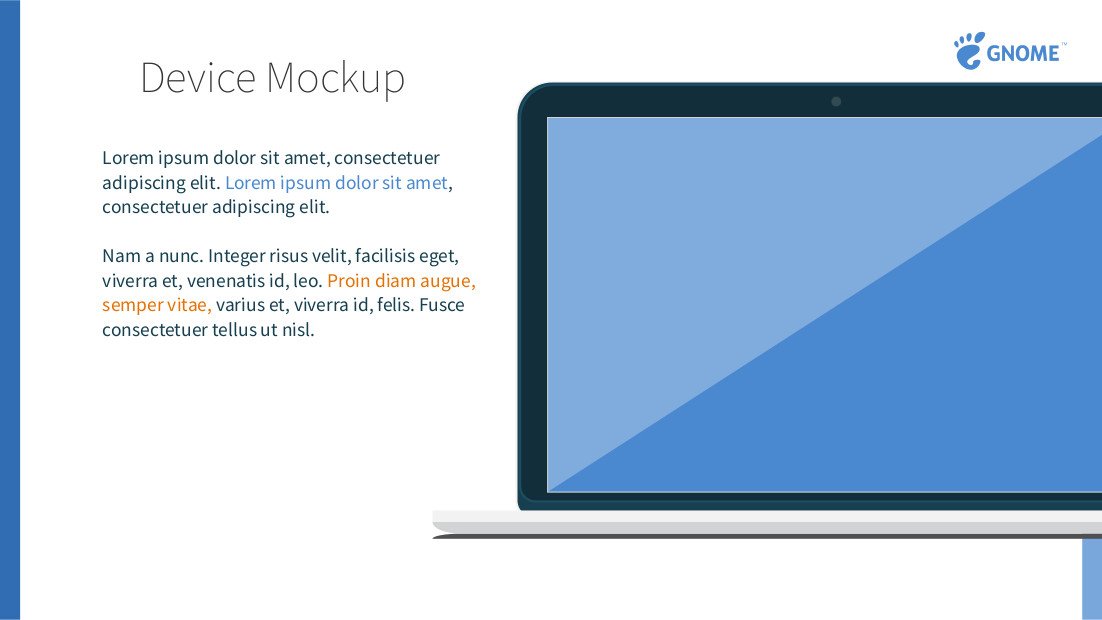 GNOME™
Device Mockup
Lorem ipsum dolor sit amet, consectetuer
adipiscing elit. Lorem ipsum dolor sit amet,
consectetuer adipiscing elit.
Nam a nunc. Integer risus velit, facilisis eget,
viverra et, venenatis id, leo. Proin diam augue,
semper vitae, varius et, viverra id, felis. Fusce
consectetuer tellus ut nisl.